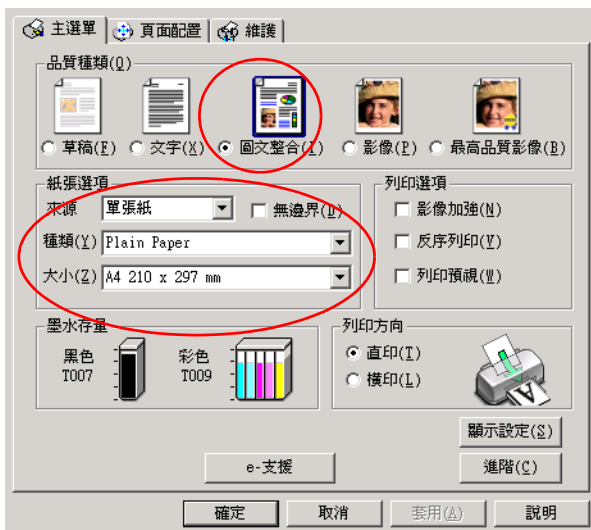 主選單 頁面配置 維護
品質種類(Q)
草稿(F) 文字(X) 圖文整合(I) 影像(P) 最高品質影像(B)
紙張選項
來源 單張紙 無邊界(D)
種類(Y) Plain Paper
大小(Z) A4 210 x 297 mm
列印選項
影像加強(N)
反序列印(Y)
列印預視(W)
墨水存量
黑色 彩色
T007 T009
列印方向
直印(T)
橫印(L)
顯示設定(S)
e-支援 進階(C)
確定 取消 套用(A) 說明